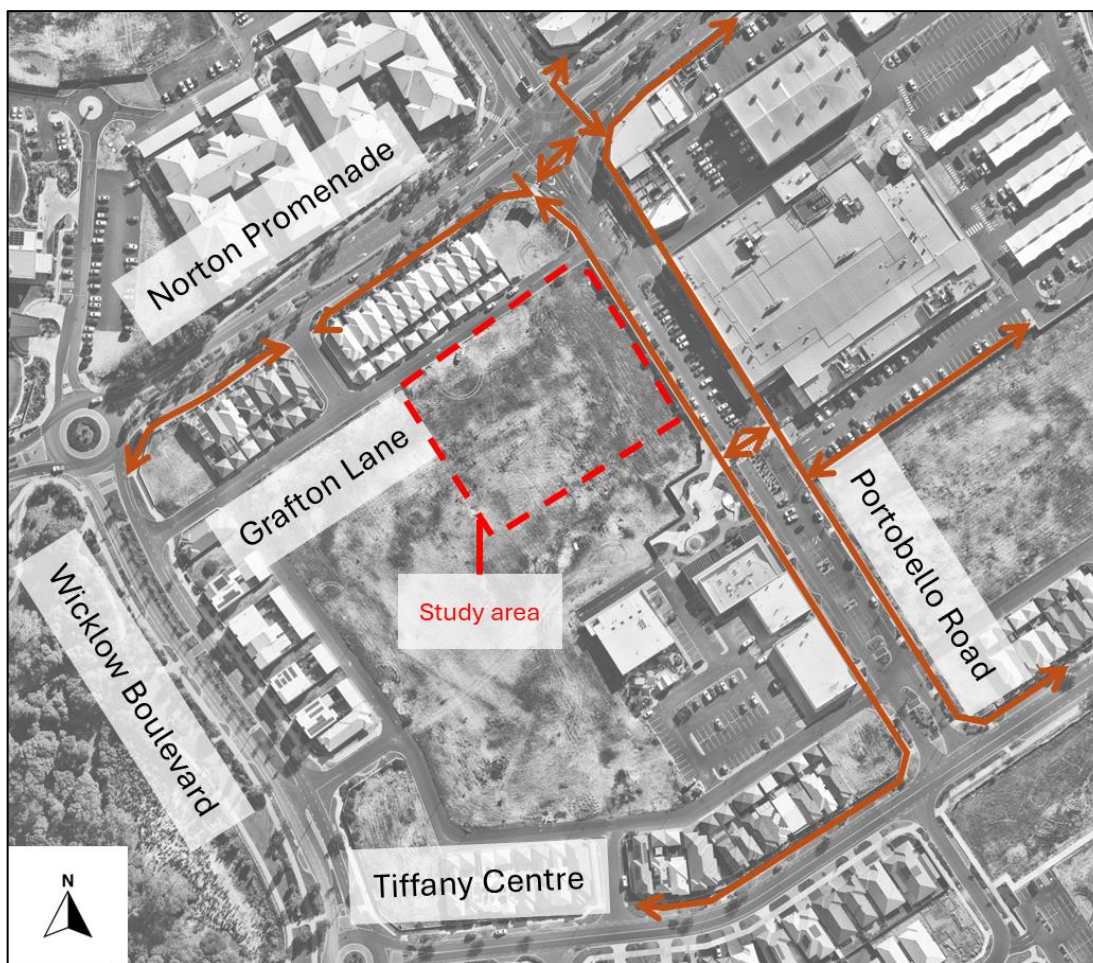 Norton Promenade
Grafton Lane
Study area
Portobello Road
Wicklow Boulevard
Tiffany Centre
N